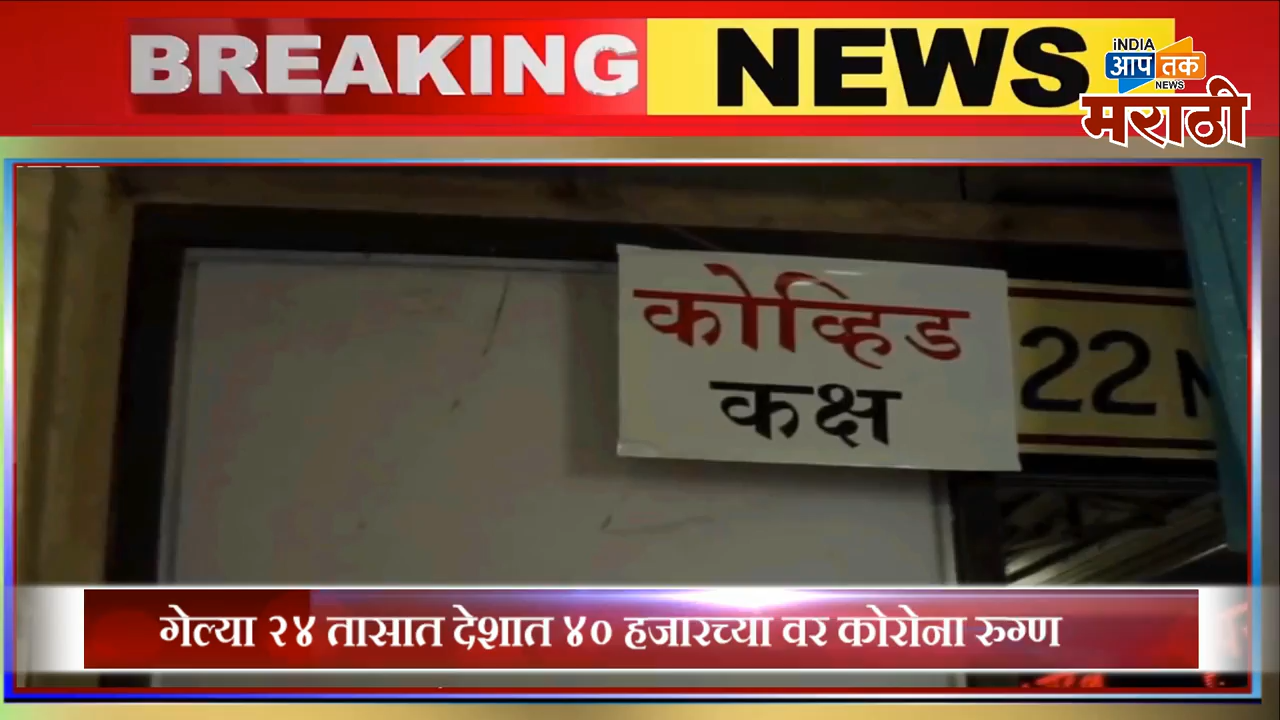 BREAKING NEWS
INDIA
आप तक
NEWS
मराठी
कोव्हिड
कक्ष
22
गेल्या २४ तासात देशात ४० हजारच्या वर कोरोना रुग्ण